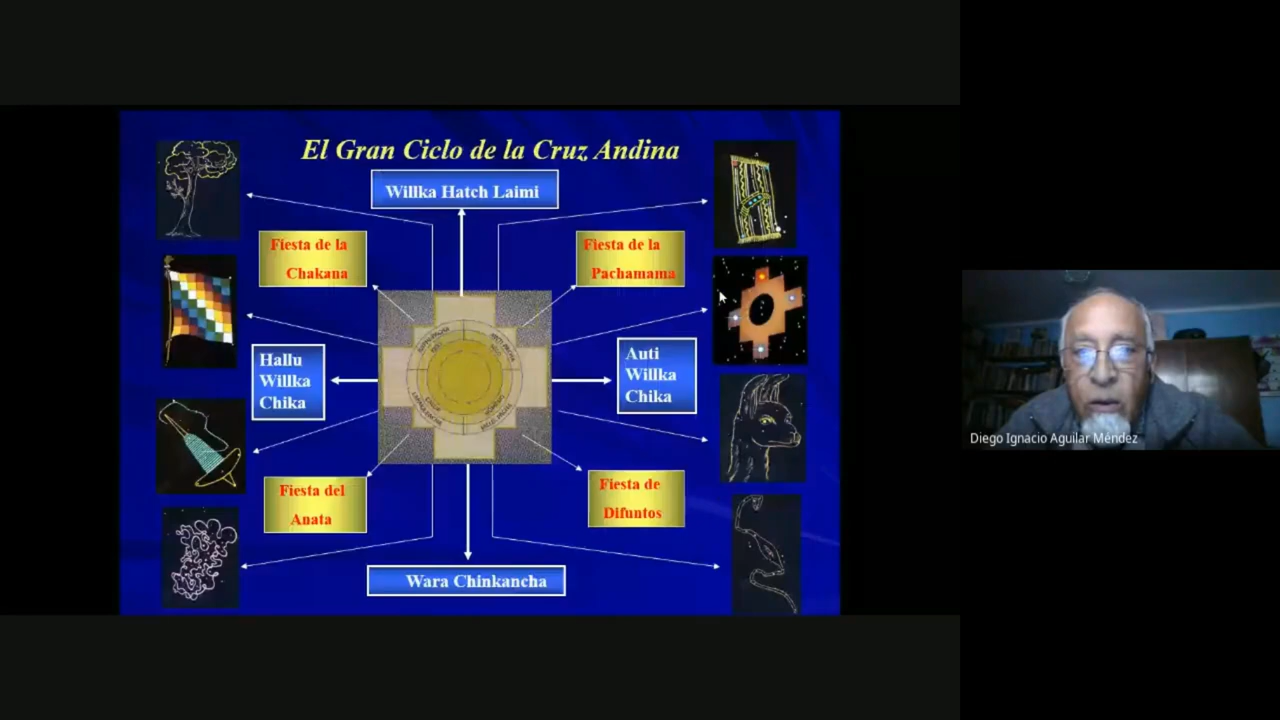 El Gran Ciclo de la Cruz Andina
Willka Hatch Laimi
Fiesta de la
Chakana
Fiesta de la
Pachamama
Hallu
Willka
Chika
Auti
Willka
Chika
Fiesta del
Anata
Fiesta de
Difuntos
Wara Chinkancha
Diego Ignacio Aguilar Méndez